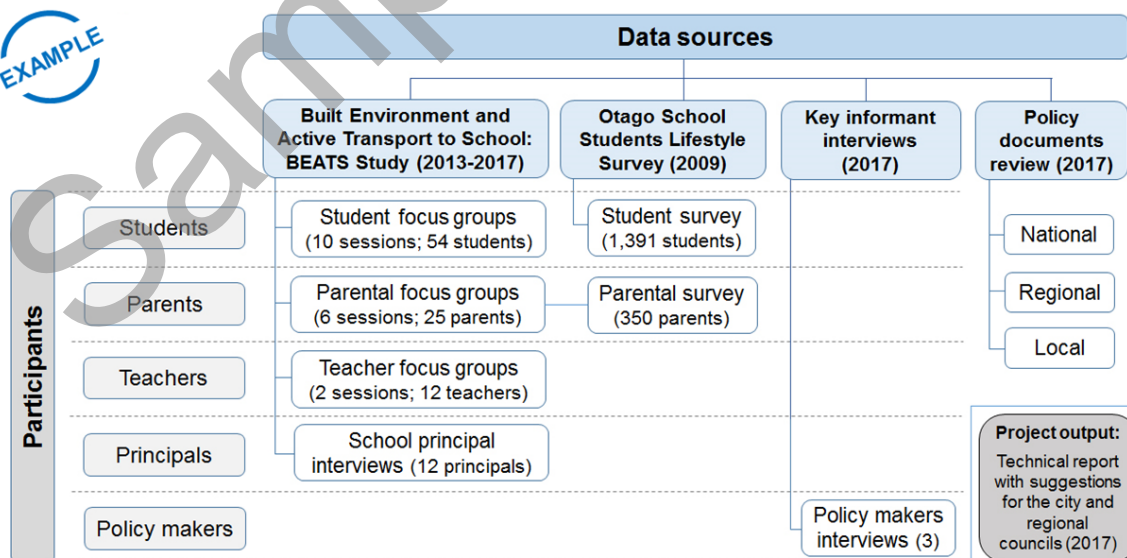 EXAMPLE
Data sources
Built Environment and
Active Transport to School:
BEATS Study (2013-2017)
Otago School
Students Lifestyle
Survey (2009)
Key informant
interviews
(2017)
Policy
documents
review (2017)
Participants
Students
Student focus groups
(10 sessions; 54 students)
Student survey
(1,391 students)
National
Regional
Local
Parents
Parental focus groups
(6 sessions; 25 parents)
Parental survey
(350 parents)
Teachers
Teacher focus groups
(2 sessions; 12 teachers)
Principals
School principal
interviews (12 principals)
Policy makers
Policy makers
interviews (3)
Project output:
Technical report
with suggestions
for the city and
regional
councils (2017)
Samp